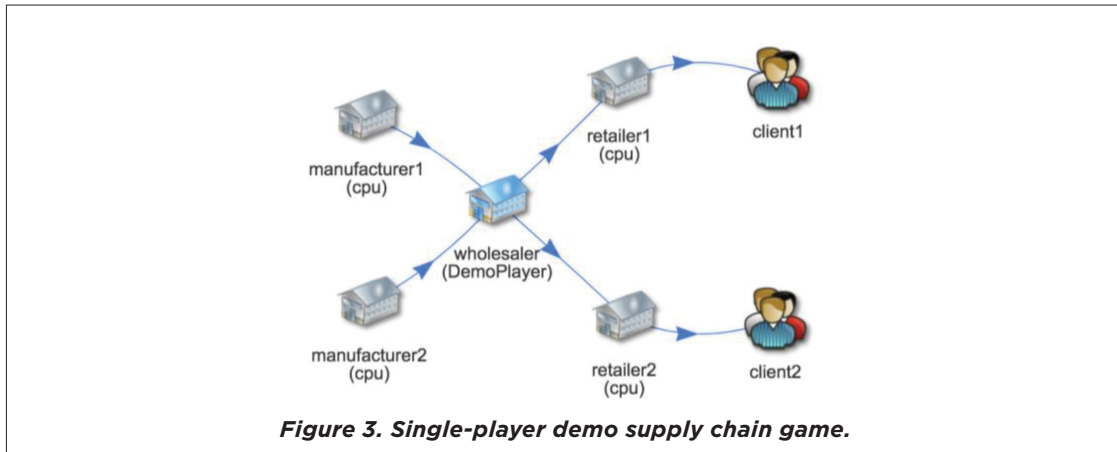 client1
retailer1
(cpu)
manufacturer1
(cpu)
wholesaler
(DemoPlayer)
manufacturer2
(cpu)
retailer2
(cpu)
client2
Figure 3. Single-player demo supply chain game.